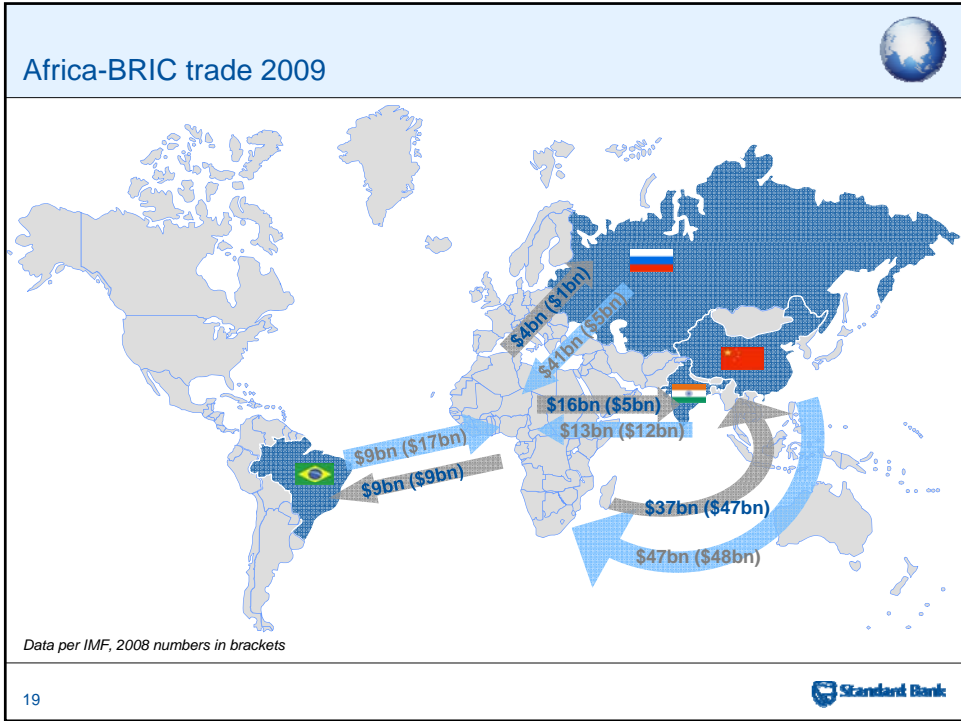 Africa-BRIC trade 2009
$4bn ($1bn)
$41bn ($5bn)
$16bn ($5bn)
$13bn ($12bn)
$9bn ($17bn)
$9bn ($9bn)
$37bn ($47bn)
$47bn ($48bn)
Data per IMF, 2008 numbers in brackets
19
Standard Bank